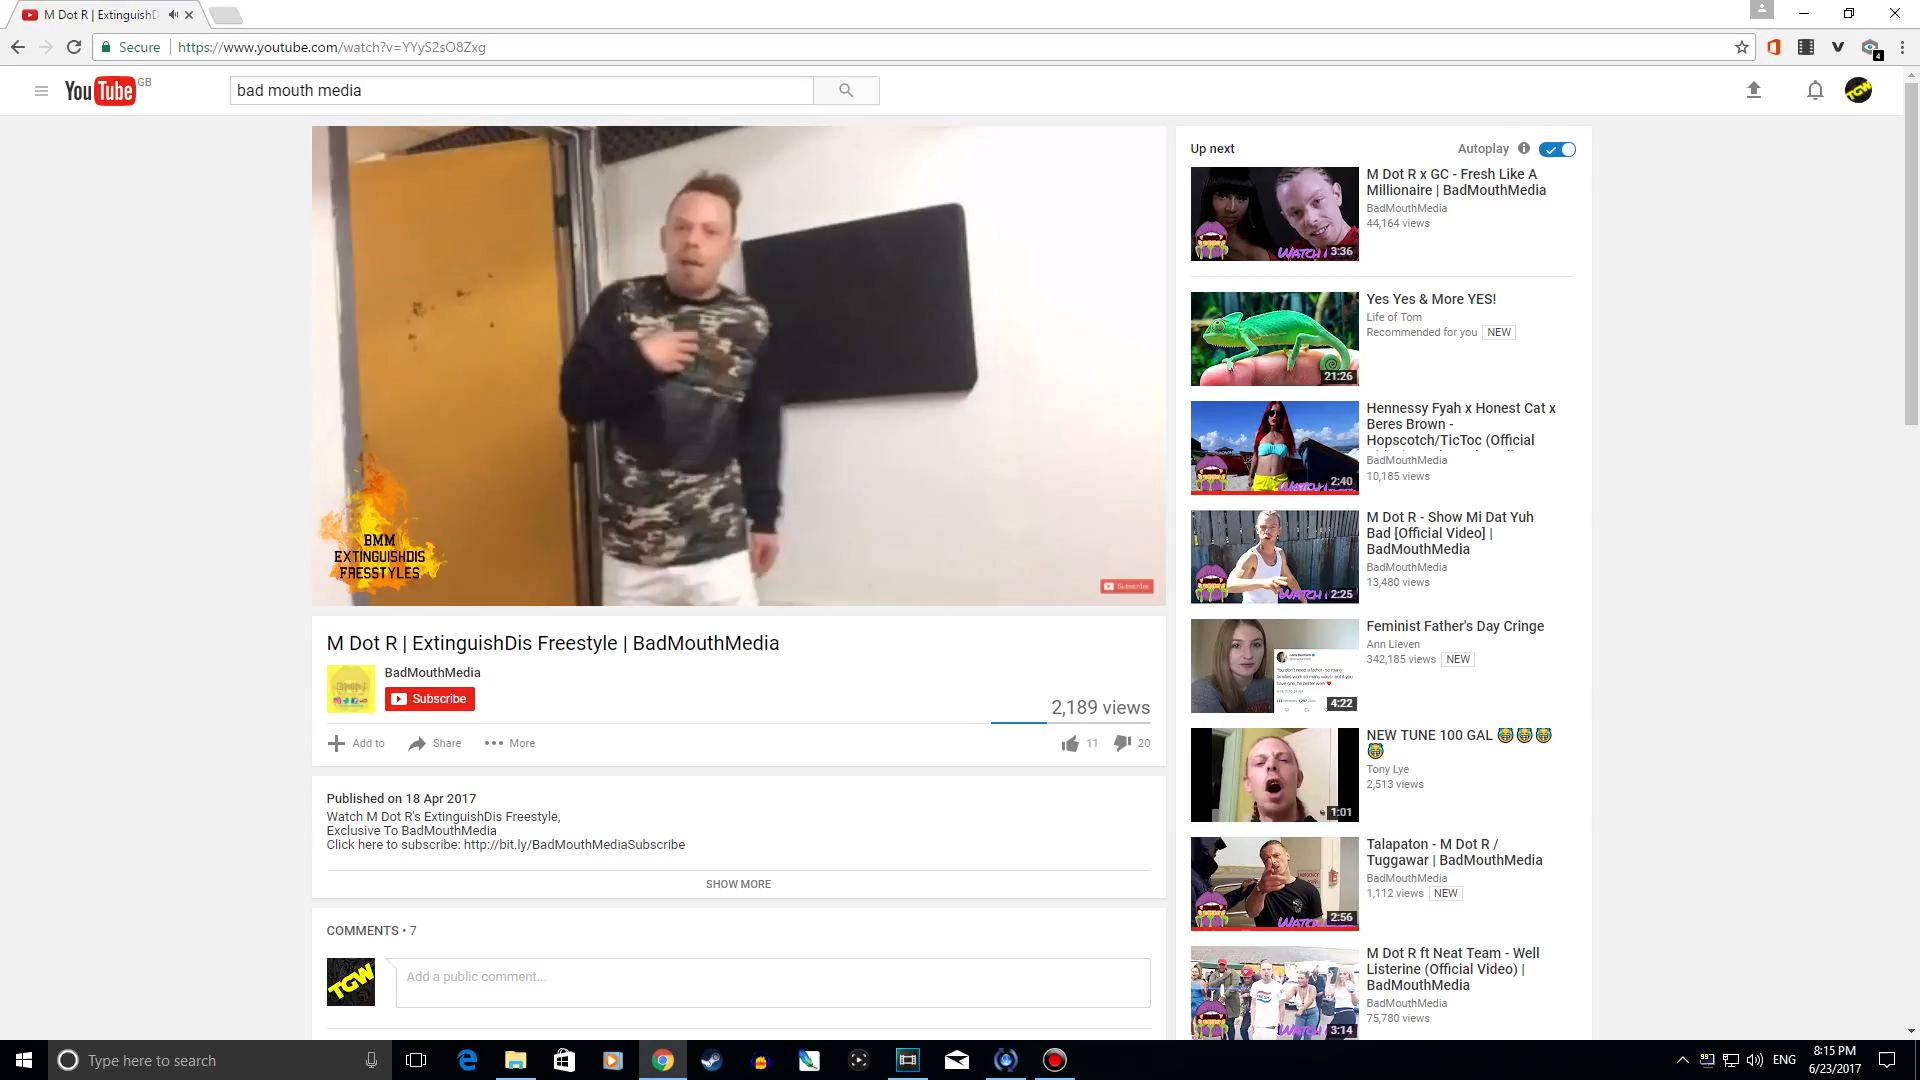 M Dot R | ExtinguishD
Secure
https://www.youtube.com/watch?v=YYyS2sO8Zxg
4
YouTube GB
bad mouth media
TGW
BMM
EXTINGUISHDIS
FRESSTYLES
Subscribe
M Dot R | ExtinguishDis Freestyle | BadMouthMedia
BadMouthMedia
Subscribe
2,189 views
Add to
Share
More
11
20
Published on 18 Apr 2017
Watch M Dot R's ExtinguishDis Freestyle,
Exclusive To BadMouthMedia
Click here to subscribe: http://bit.ly/BadMouthMediaSubscribe
SHOW MORE
COMMENTS • 7
TGW
Add a public comment...
Up next
Autoplay
WATCH
3:36
M Dot R x GC - Fresh Like A
Millionaire | BadMouthMedia
BadMouthMedia
44,164 views
21:26
Yes Yes & More YES!
Life of Tom
Recommended for you NEW
2:40
Hennessy Fyah x Honest Cat x
Beres Brown -
Hopscotch/TicToc (Official
BadMouthMedia
10,185 views
WATCH
2:25
M Dot R - Show Mi Dat Yuh
Bad [Official Video] |
BadMouthMedia
BadMouthMedia
13,480 views
4:22
Feminist Father's Day Cringe
Ann Lieven
342,185 views NEW
1:01
NEW TUNE 100 GAL
Tony Lye
2,513 views
WATCH
2:56
Talapaton - M Dot R /
Tuggawar | BadMouthMedia
BadMouthMedia
1,112 views NEW
WATCH
3:14
M Dot R ft Neat Team - Well
Listerine (Official Video) |
BadMouthMedia
BadMouthMedia
75,780 views
Type here to search
ENG
8:15 PM
6/23/2017